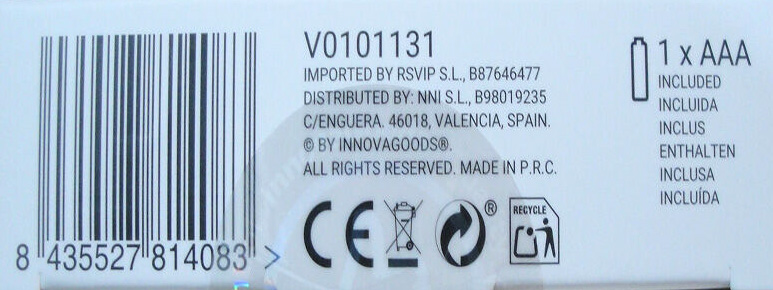 V0101131
IMPORTED BY RSVIP S.L., B87646477
DISTRIBUTED BY: NNI S.L., B98019235
C/ENGUERA. 46018, VALENCIA, SPAIN.
© BY INNOVAGOODS®.
ALL RIGHTS RESERVED. MADE IN P.R.C.
CE
®
RECYCLE
8 435527 814083 >
1 x AAA
INCLUDED
INCLUIDA
INCLUS
ENTHALTEN
INCLUSA
INCLUÍDA